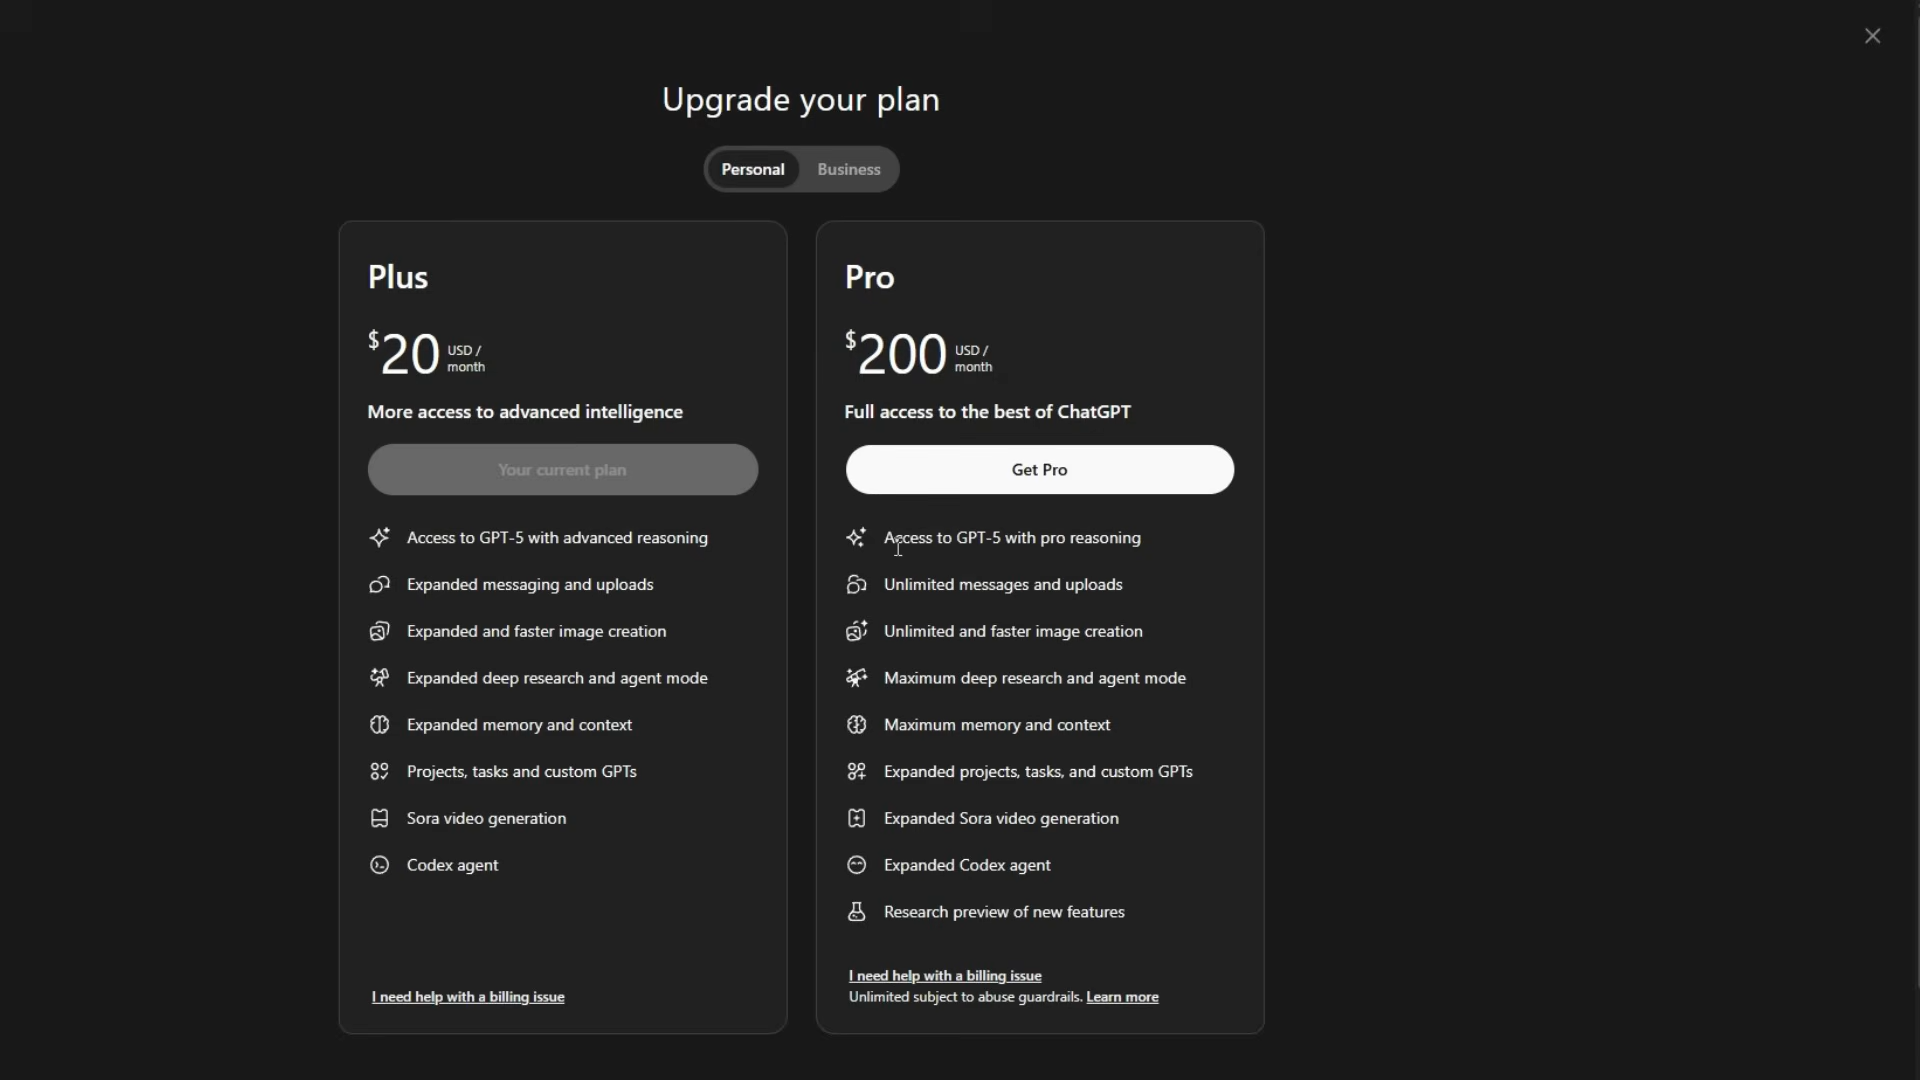 Upgrade your plan
Personal
Business
Plus
$20 USD /
month
More access to advanced intelligence
Your current plan
Access to GPT-5 with advanced reasoning
Expanded messaging and uploads
Expanded and faster image creation
Expanded deep research and agent mode
Expanded memory and context
Projects, tasks and custom GPTs
Sora video generation
Codex agent
I need help with a billing issue
Pro
$200 USD /
month
Full access to the best of ChatGPT
Get Pro
Access to GPT-5 with pro reasoning
Unlimited messages and uploads
Unlimited and faster image creation
Maximum deep research and agent mode
Maximum memory and context
Expanded projects, tasks, and custom GPTs
Expanded Sora video generation
Expanded Codex agent
Research preview of new features
I need help with a billing issue
Unlimited subject to abuse guardrails. Learn more